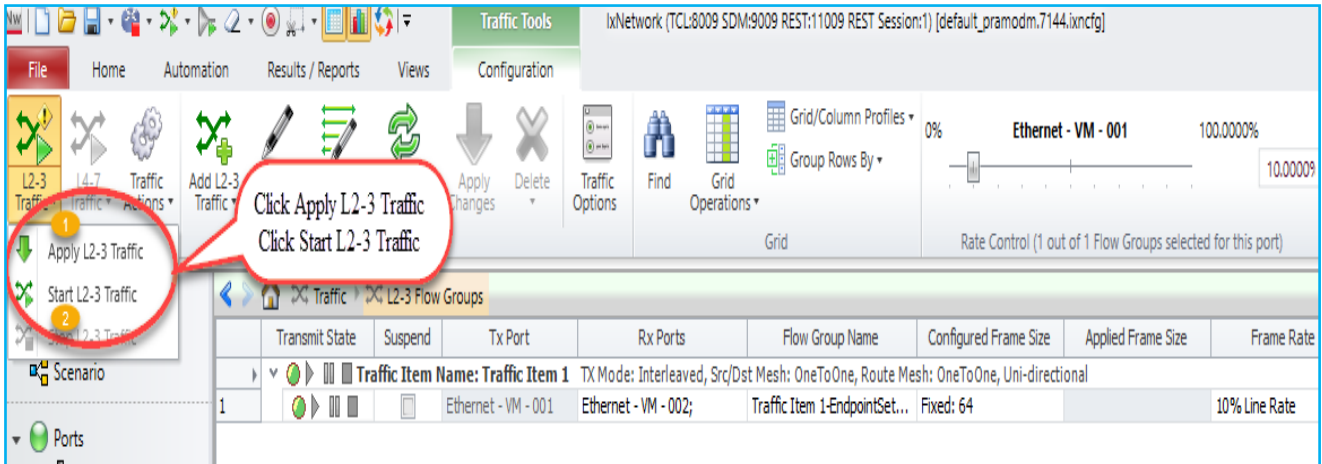 Nw
Traffic Tools
IxNetwork (TCL:8009 SDM:9009 REST:11009 REST Session:1) [default_pramodm.7144.ixncfg]
File Home Automation Results / Reports Views Configuration
L2-3 Traffic
L4-7 Traffic
Traffic Actions
Add L2-3 Traffic
Apply Changes
Delete
Traffic Options
Find
Grid Operations
Grid/Column Profiles
Group Rows By
Grid
0% Ethernet - VM - 001 100.0000%
10.0000%
Rate Control (1 out of 1 Flow Groups selected for this port)
Click Apply L2-3 Traffic
Click Start L2-3 Traffic
1
Apply L2-3 Traffic
Start L2-3 Traffic
2
Stop L2-3 Traffic
Scenario
Ports
Traffic L2-3 Flow Groups
Transmit State Suspend Tx Port Rx Ports Flow Group Name Configured Frame Size Applied Frame Size Frame Rate
Traffic Item Name: Traffic Item 1 TX Mode: Interleaved, Src/Dst Mesh: OneToOne, Route Mesh: OneToOne, Uni-directional
1 Ethernet - VM - 001 Ethernet - VM - 002; Traffic Item 1-EndpointSet... Fixed: 64 10% Line Rate